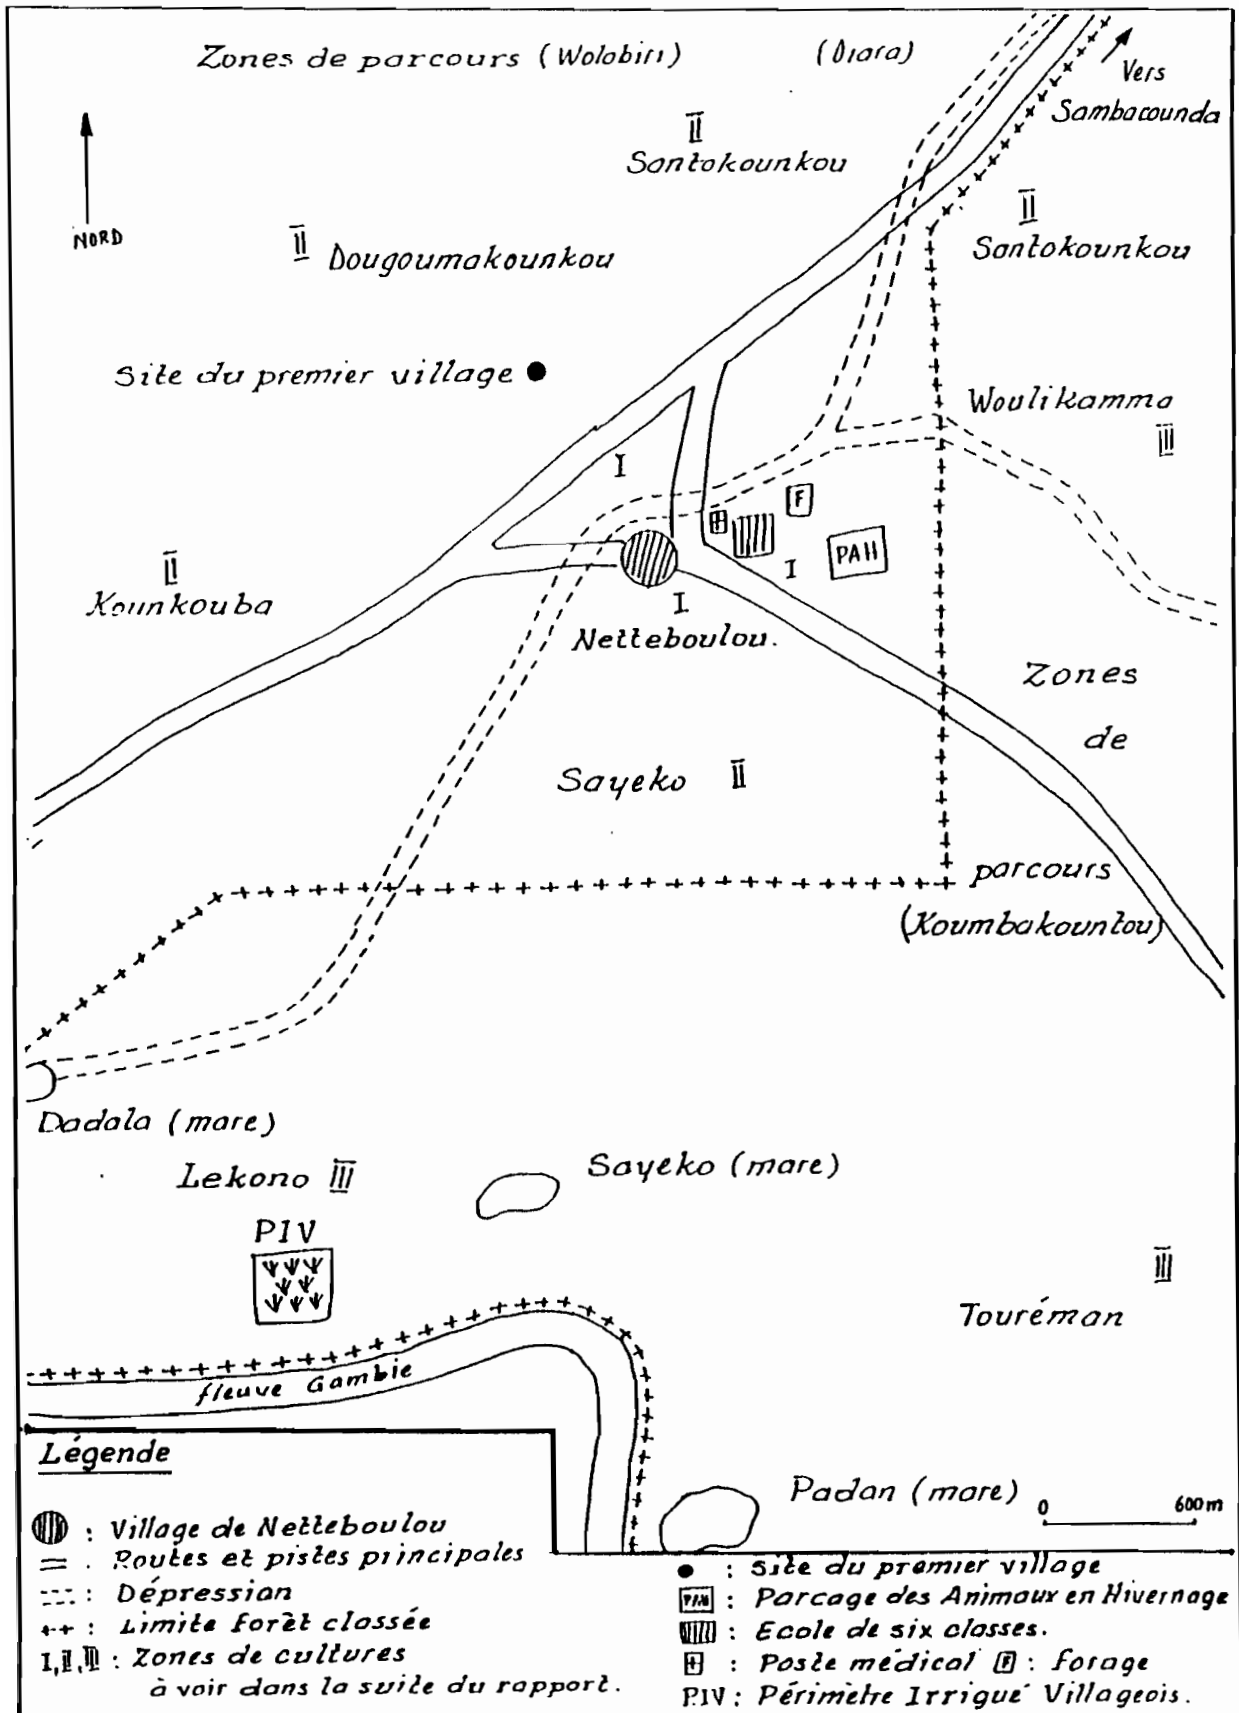 Zones de parcours (Wolobiri) (Diara)
Vers
Sambacounda
II
Santokounkou
NORD
II
Santokounkou
II Dougoumakounkou
Site du premier village
Woulikamma
III
I
F
PAH
I
II
Kounkouba
I
Netteboulou.
Zones
de
Sayeko II
parcours
(Koumbakountou)
Dadala (mare)
Lekono III
Sayeko (mare)
PIV
III
Touréman
fleuve Gambie
Padan (mare)
0 600m
Légende
: Village de Netteboulou
: Routes et pistes principales
: Dépression
: Limite forêt classée
I, II, III : Zones de cultures
à voir dans la suite du rapport.
: Site du premier village
PAH : Parcage des Animaux en Hivernage
: Ecole de six classes.
: Poste médical F : forage
PIV : Périmètre Irrigué Villageois.